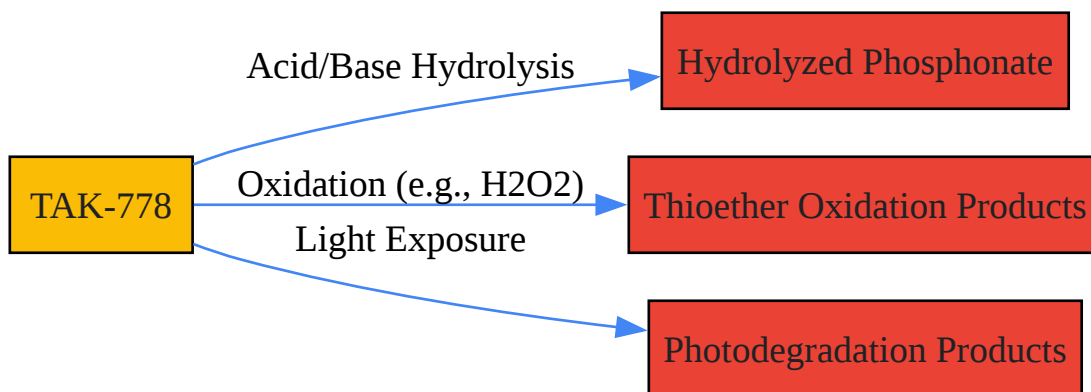 Acid/Base Hydrolysis
Hydrolyzed Phosphonate
TAK-778
Oxidation (e.g., H2O2)
Thioether Oxidation Products
Light Exposure
Photodegradation Products